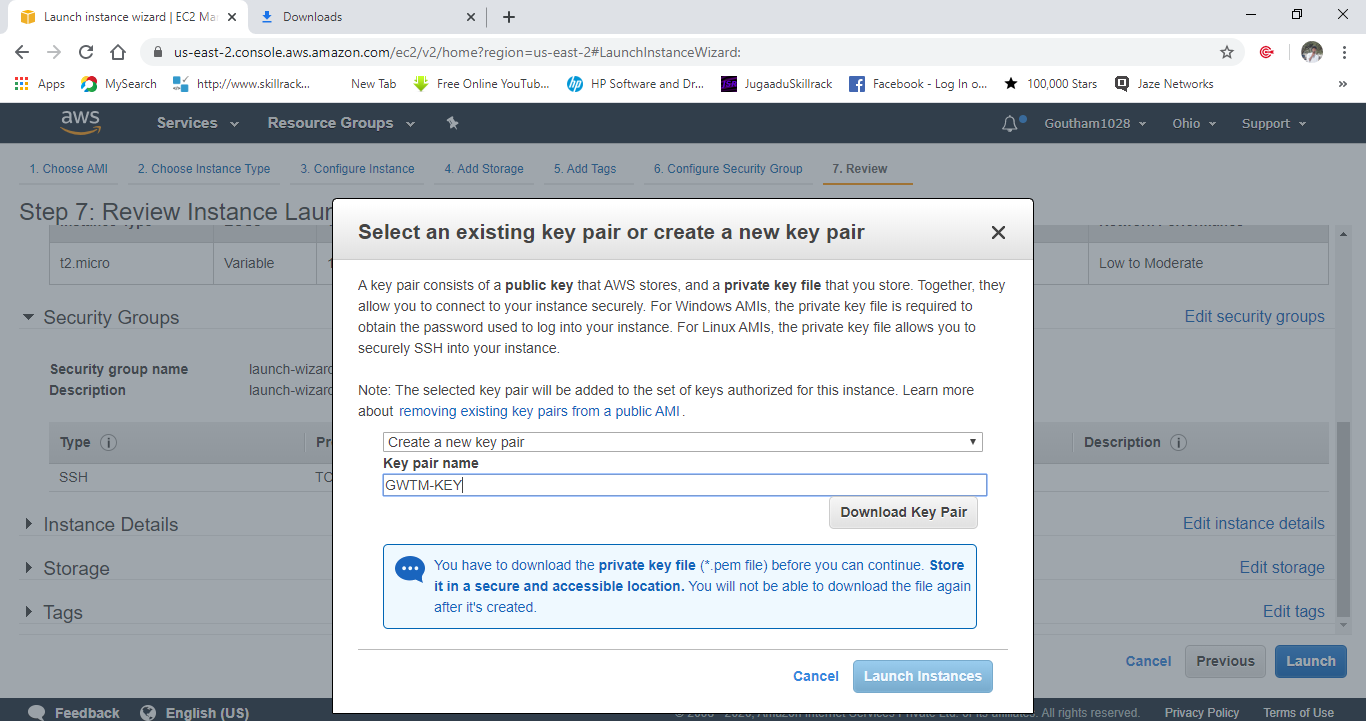 Launch instance wizard | EC2 Mar
Downloads
us-east-2.console.aws.amazon.com/ec2/v2/home?region=us-east-2#LaunchInstanceWizard:
Apps MySearch http://www.skillrack... New Tab Free Online YouTub... HP Software and Dr... JugaaduSkillrack Facebook - Log In o... 100,000 Stars Jaze Networks »
aws Services Resource Groups Goutham1028 Ohio Support
1. Choose AMI 2. Choose Instance Type 3. Configure Instance 4. Add Storage 5. Add Tags 6. Configure Security Group 7. Review
Step 7: Review Instance Laun
t2.micro Variable Low to Moderate
Security Groups Edit security groups
Security group name launch-wizard
Description launch-wizard
Type Pr Description
SSH TC
Instance Details Edit instance details
Storage Edit storage
Tags Edit tags
Cancel Previous Launch
Select an existing key pair or create a new key pair
A key pair consists of a public key that AWS stores, and a private key file that you store. Together, they
allow you to connect to your instance securely. For Windows AMIs, the private key file is required to
obtain the password used to log into your instance. For Linux AMIs, the private key file allows you to
securely SSH into your instance.
Note: The selected key pair will be added to the set of keys authorized for this instance. Learn more
about removing existing key pairs from a public AMI .
Create a new key pair
Key pair name
GWTM-KEY
Download Key Pair
You have to download the private key file (*.pem file) before you can continue. Store
it in a secure and accessible location. You will not be able to download the file again
after it's created.
Cancel Launch Instances
Feedback English (US) All rights reserved. Privacy Policy Terms of Use